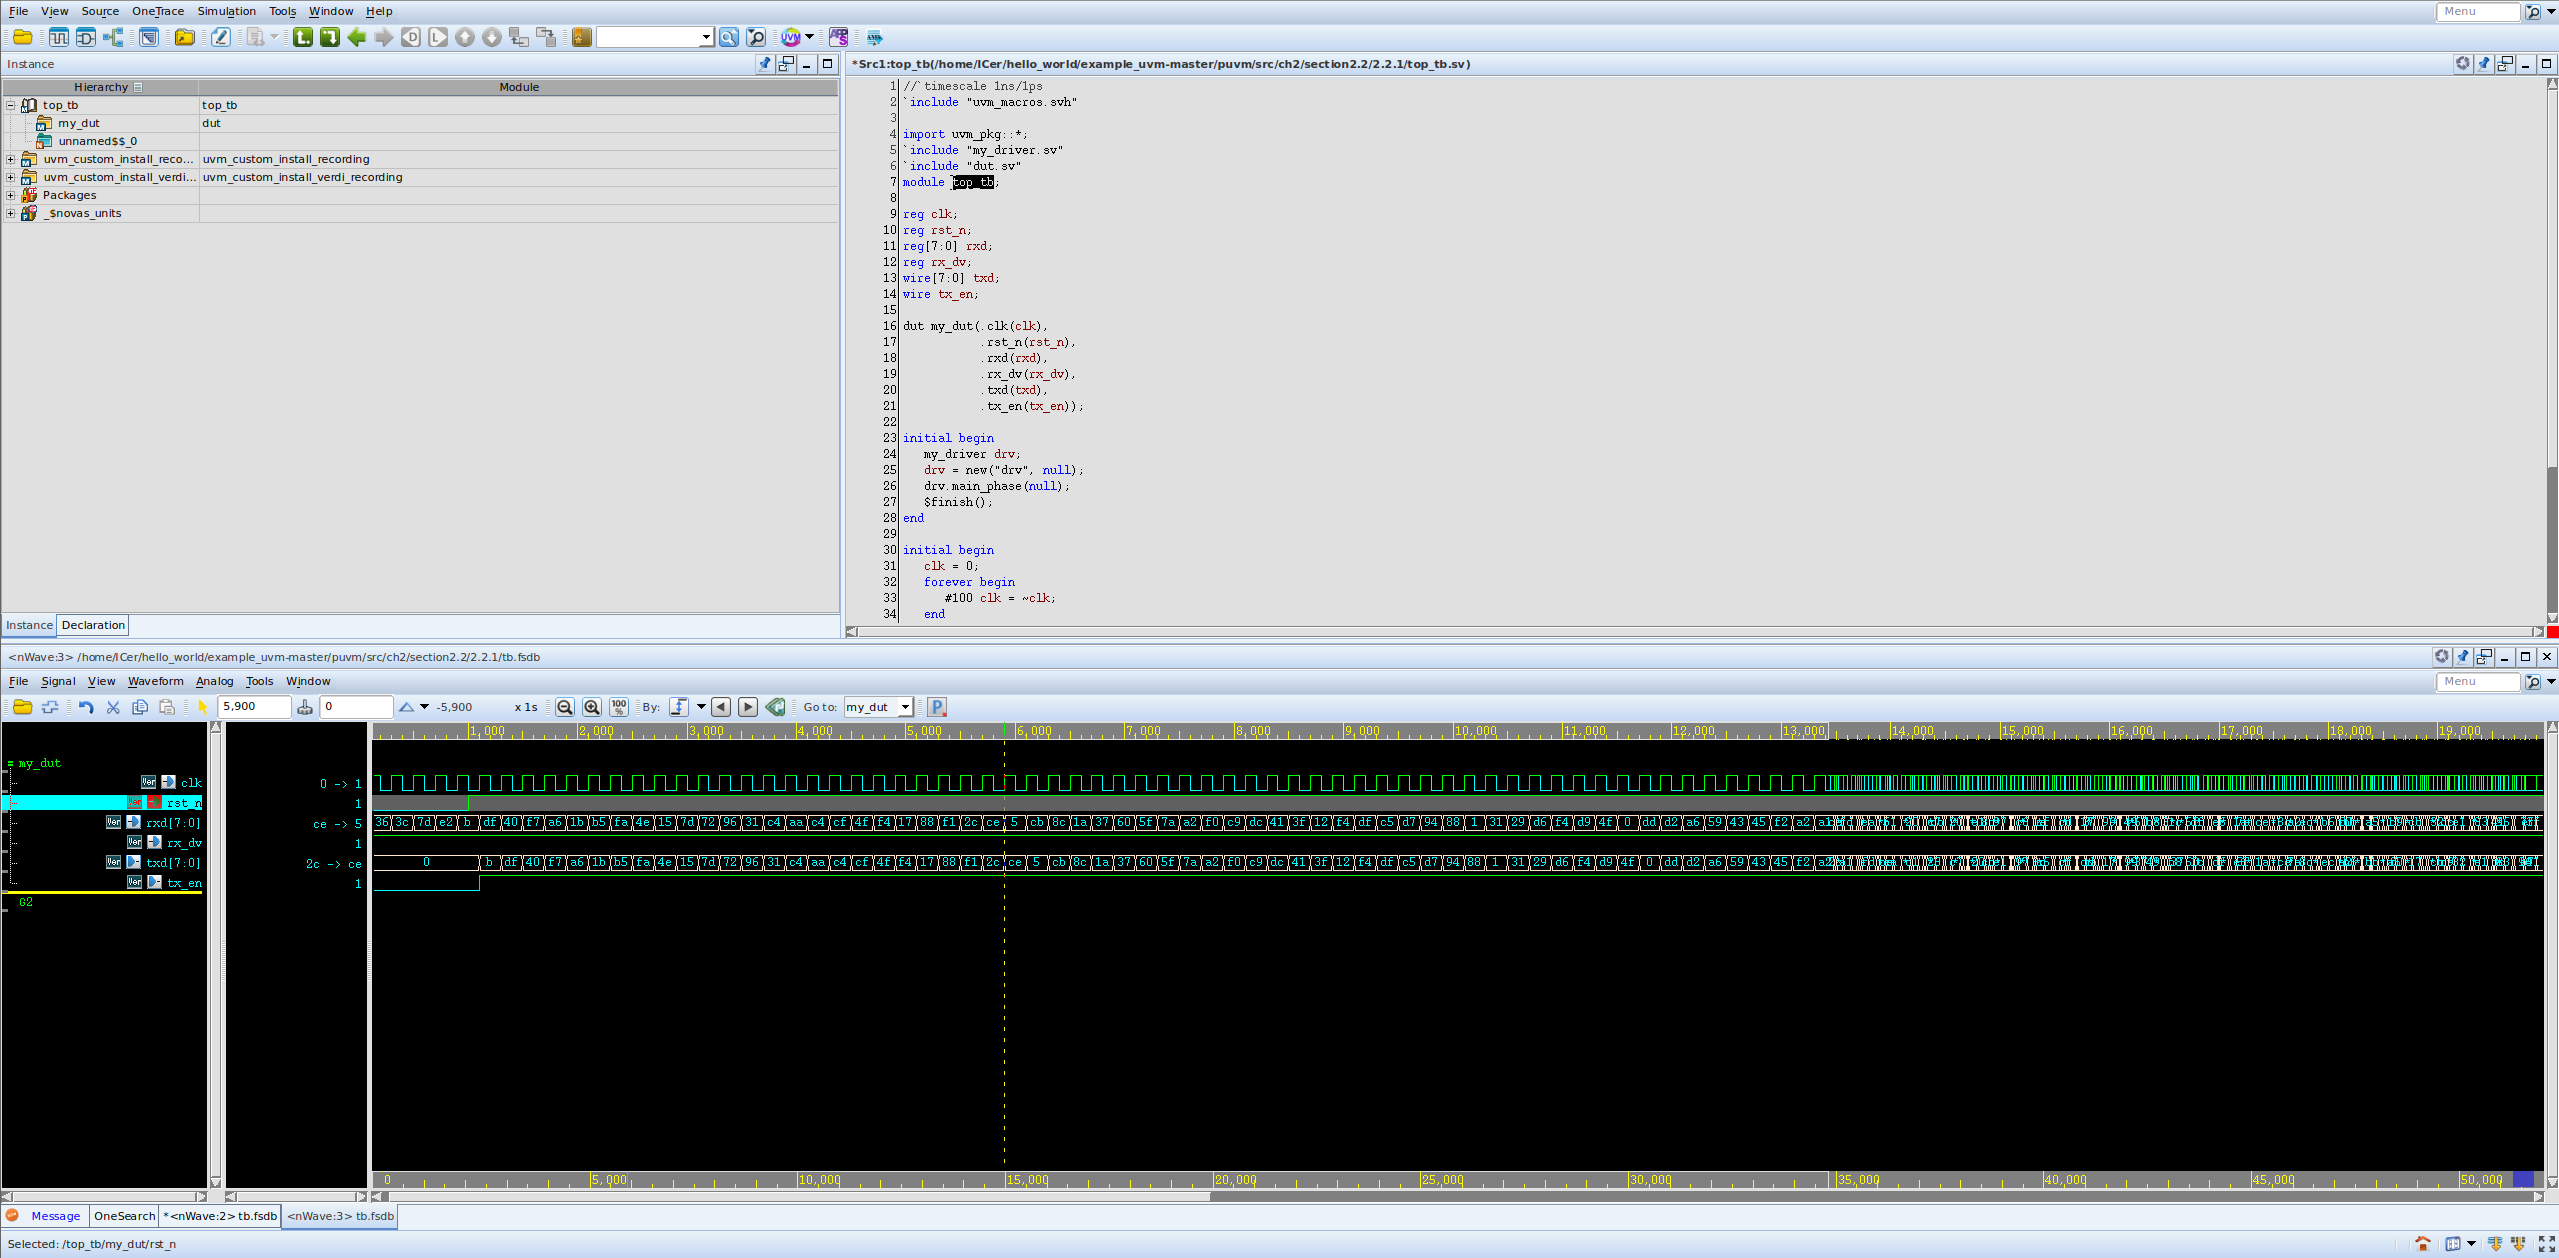 File View Source OneTrace Simulation Tools Window Help Menu
Instance
Hierarchy Module
top_tb top_tb
my_dut dut
unnamed$$_0
uvm_custom_install_reco... uvm_custom_install_recording
uvm_custom_install_verdi... uvm_custom_install_verdi_recording
Packages
_$novas_units
Instance Declaration
*Src1:top_tb(/home/ICer/hello_world/example_uvm-master/puvm/src/ch2/section2.2/2.2.1/top_tb.sv)
1 //`timescale 1ns/1ps
2 `include "uvm_macros.svh"
3
4 import uvm_pkg::*;
5 `include "my_driver.sv"
6 `include "dut.sv"
7 module top_tb;
8
9 reg clk;
10 reg rst_n;
11 reg[7:0] rxd;
12 reg rx_dv;
13 wire[7:0] txd;
14 wire tx_en;
15
16 dut my_dut(.clk(clk),
17 .rst_n(rst_n),
18 .rxd(rxd),
19 .rx_dv(rx_dv),
20 .txd(txd),
21 .tx_en(tx_en));
22
23 initial begin
24 my_driver drv;
25 drv = new("drv", null);
26 drv.main_phase(null);
27 $finish();
28 end
29
30 initial begin
31 clk = 0;
32 forever begin
33 #100 clk = ~clk;
34 end
<nWave:3> /home/ICer/hello_world/example_uvm-master/puvm/src/ch2/section2.2/2.2.1/tb.fsdb
File Signal View Waveform Analog Tools Window Menu
5,900 0 -5,900 x 1s 100% By: Go to: my_dut P
1,000 2,000 3,000 4,000 5,000 6,000 7,000 8,000 9,000 10,000 11,000 12,000 13,000 14,000 15,000 16,000 17,000 18,000 19,000
my_dut
clk 0 -> 1
rst_n 1
rxd[7:0] ce -> 5 36 3c 7d e2 b df 40 f7 a6 1b b5 fa 4e 15 7d 72 96 31 c4 aa c4 cf 4f f4 17 88 f1 2c ce 5 cb 8c 1a 37 60 5f 7a a2 f0 c9 dc 41 3f 12 f4 df c5 d7 94 88 1 31 29 d6 f4 d9 4f 0 dd d2 a6 59 43 45 f2 a2
rx_dv 1
txd[7:0] 2c -> ce 0 b df 40 f7 a6 1b b5 fa 4e 15 7d 72 96 31 c4 aa c4 cf 4f f4 17 88 f1 2c ce 5 cb 8c 1a 37 60 5f 7a a2 f0 c9 dc 41 3f 12 f4 df c5 d7 94 88 1 31 29 d6 f4 d9 4f 0 dd d2 a6 59 43 45 f2
tx_en 1
G2
0 5,000 10,000 15,000 20,000 25,000 30,000 35,000 40,000 45,000 50,000
Message OneSearch *<nWave:2> tb.fsdb <nWave:3> tb.fsdb
Selected: /top_tb/my_dut/rst_n